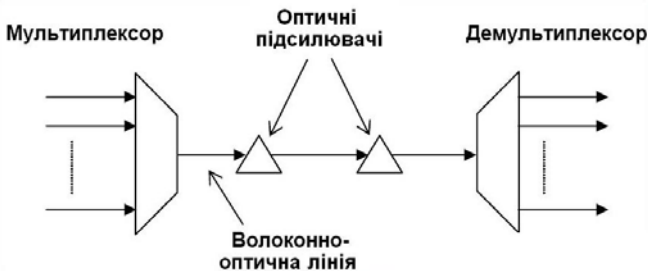 Оптичні
підсилювачі
Мультиплексор
Демультиплексор
Волоконно-
оптична лінія